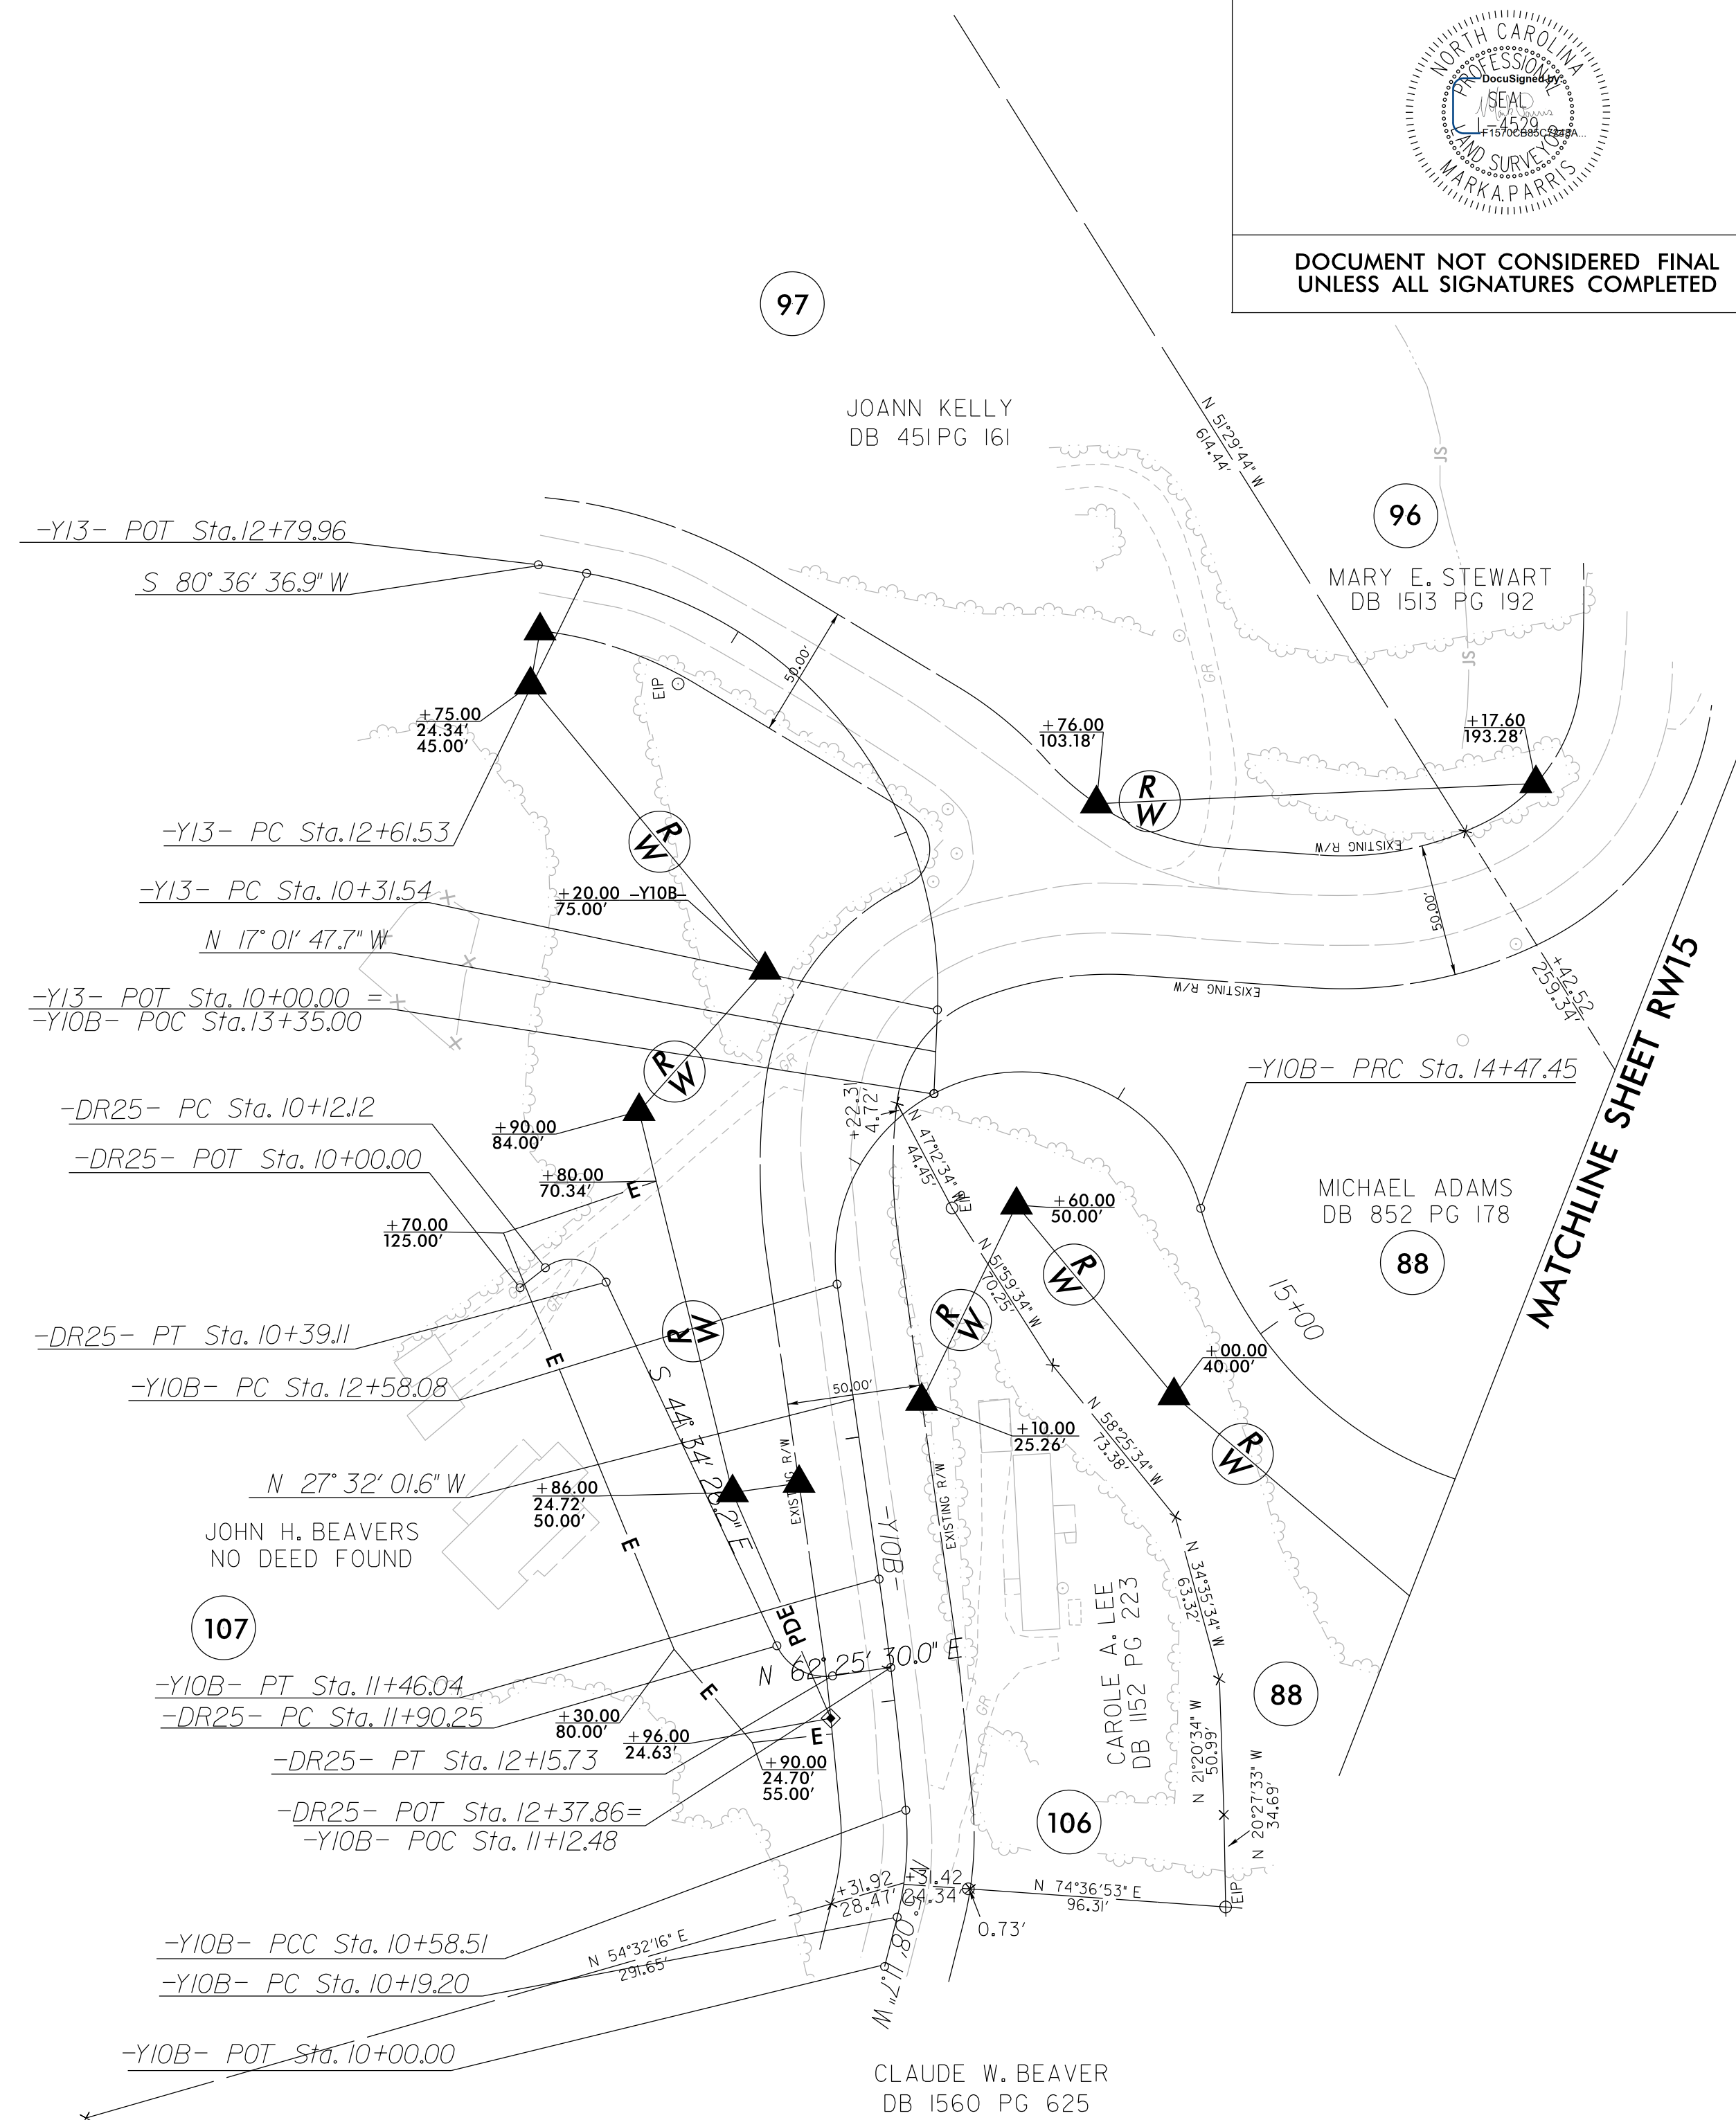 NORTH CAROLINA
PROFESSIONAL
DocuSigned by:
SEAL
L-4529
LAND SURVEYOR
MARK A. PARRIS
DOCUMENT NOT CONSIDERED FINAL
UNLESS ALL SIGNATURES COMPLETED
97
JOANN KELLY
DB 451 PG 161
N 51°29'44" W
614.44'
JS
96
MARY E. STEWART
DB 1513 PG 192
JS
-Y13- POT Sta. 12+79.96
S 80° 36' 36.9" W
50.00'
EIP
GR
+75.00
24.34'
45.00'
+76.00
103.18'
+17.60
193.28'
R
W
-Y13- PC Sta. 12+61.53
R
W
EXISTING R/W
-Y13- PC Sta. 10+31.54
+20.00 -Y10B-
75.00'
50.00'
N 17° 01' 47.7" W
-Y13- POT Sta. 10+00.00 =
-Y10B- POC Sta. 13+35.00
EXISTING R/W
+42.52
259.34'
MATCHLINE SHEET RW15
R
W
GR
-Y10B- PRC Sta. 14+47.45
-DR25- PC Sta. 10+12.12
+90.00
84.00'
+22.31
4.72'
N 47°12'34" W
44.45'
-DR25- POT Sta. 10+00.00
+80.00
70.34'
E
EIP
+60.00
50.00'
MICHAEL ADAMS
DB 852 PG 178
88
+70.00
125.00'
N 51°59'34" W
70.25'
R
W
GR
GR
15+00
-DR25- PT Sta. 10+39.11
R
W
R
W
+00.00
40.00'
-Y10B- PC Sta. 12+58.08
E
S 44° 34' 28.2" E
50.00'
N 58°25'34" W
73.38'
+10.00
25.26'
R
W
N 27° 32' 01.6" W
+86.00
24.72'
50.00'
EXISTING R/W
-Y10B-
EXISTING R/W
JOHN H. BEAVERS
NO DEED FOUND
E
N 34°35'34" W
63.32'
107
PDE
CAROLE A. LEE
DB 1152 PG 223
N 62° 25' 30.0" E
-Y10B- PT Sta. 11+46.04
-DR25- PC Sta. 11+90.25
E
88
+30.00
80.00'
+96.00
24.63'
E
GR
N 21°20'34" W
50.99'
-DR25- PT Sta. 12+15.73
+90.00
24.70'
55.00'
N 20°27'33" W
34.69'
-DR25- POT Sta. 12+37.86=
-Y10B- POC Sta. 11+12.48
106
+31.92
28.47'
+31.42
24.34'
N 74°36'53" E
96.31'
EIP
0.73'
-Y10B- PCC Sta. 10+58.51
N 54°32'16" E
291.65'
-Y10B- PC Sta. 10+19.20
-Y10B- POT Sta. 10+00.00
CLAUDE W. BEAVER
DB 1560 PG 625